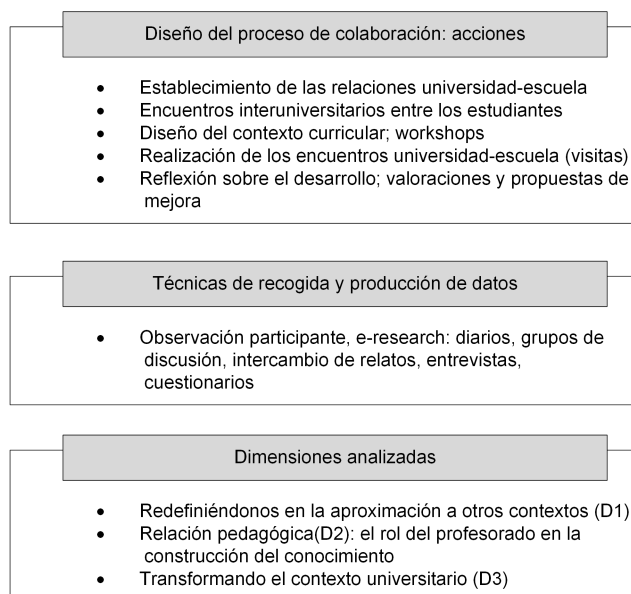 Diseño del proceso de colaboración: acciones
• Establecimiento de las relaciones universidad-escuela
• Encuentros interuniversitarios entre los estudiantes
• Diseño del contexto curricular; workshops
• Realización de los encuentros universidad-escuela (visitas)
• Reflexión sobre el desarrollo; valoraciones y propuestas de
mejora
Técnicas de recogida y producción de datos
• Observación participante, e-research: diarios, grupos de
discusión, intercambio de relatos, entrevistas,
cuestionarios
Dimensiones analizadas
• Redefiniéndonos en la aproximación a otros contextos (D1)
• Relación pedagógica(D2): el rol del profesorado en la
construcción del conocimiento
• Transformando el contexto universitario (D3)